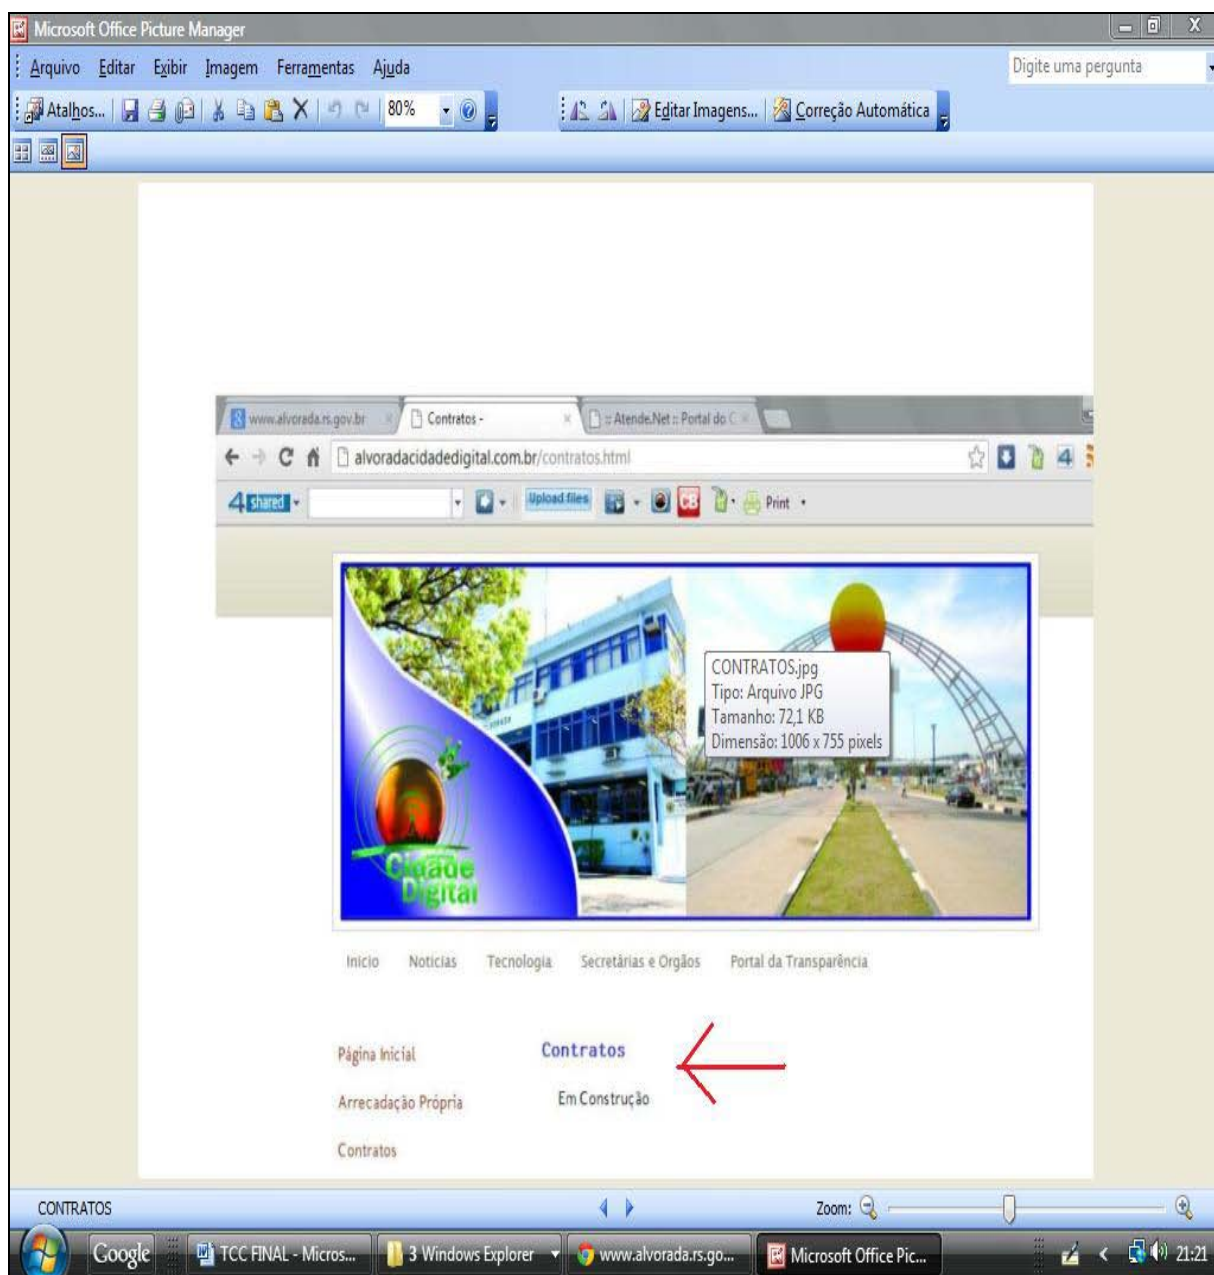 Microsoft Office Picture Manager
Arquivo Editar Exibir Imagem Ferramentas Ajuda
Digite uma pergunta
Atalhos... 80% Editar Imagens... Correção Automática
www.alvorada.rs.gov.br Contratos - :: Atende.Net :: Portal do C
alvoradacidadedigital.com.br/contratos.html
4 shared Upload files CB Print
4
CONTRATOS.jpg
Tipo: Arquivo JPG
Tamanho: 72,1 KB
Dimensão: 1006 x 755 pixels
Cidade
Digital
Inicio Noticias Tecnologia Secretárias e Orgãos Portal da Transparência
Página Inicial Contratos
Arrecadação Própria Em Construção
Contratos
CONTRATOS Zoom:
Google TCC FINAL - Micros... 3 Windows Explorer www.alvorada.rs.go... Microsoft Office Pic... 21:21